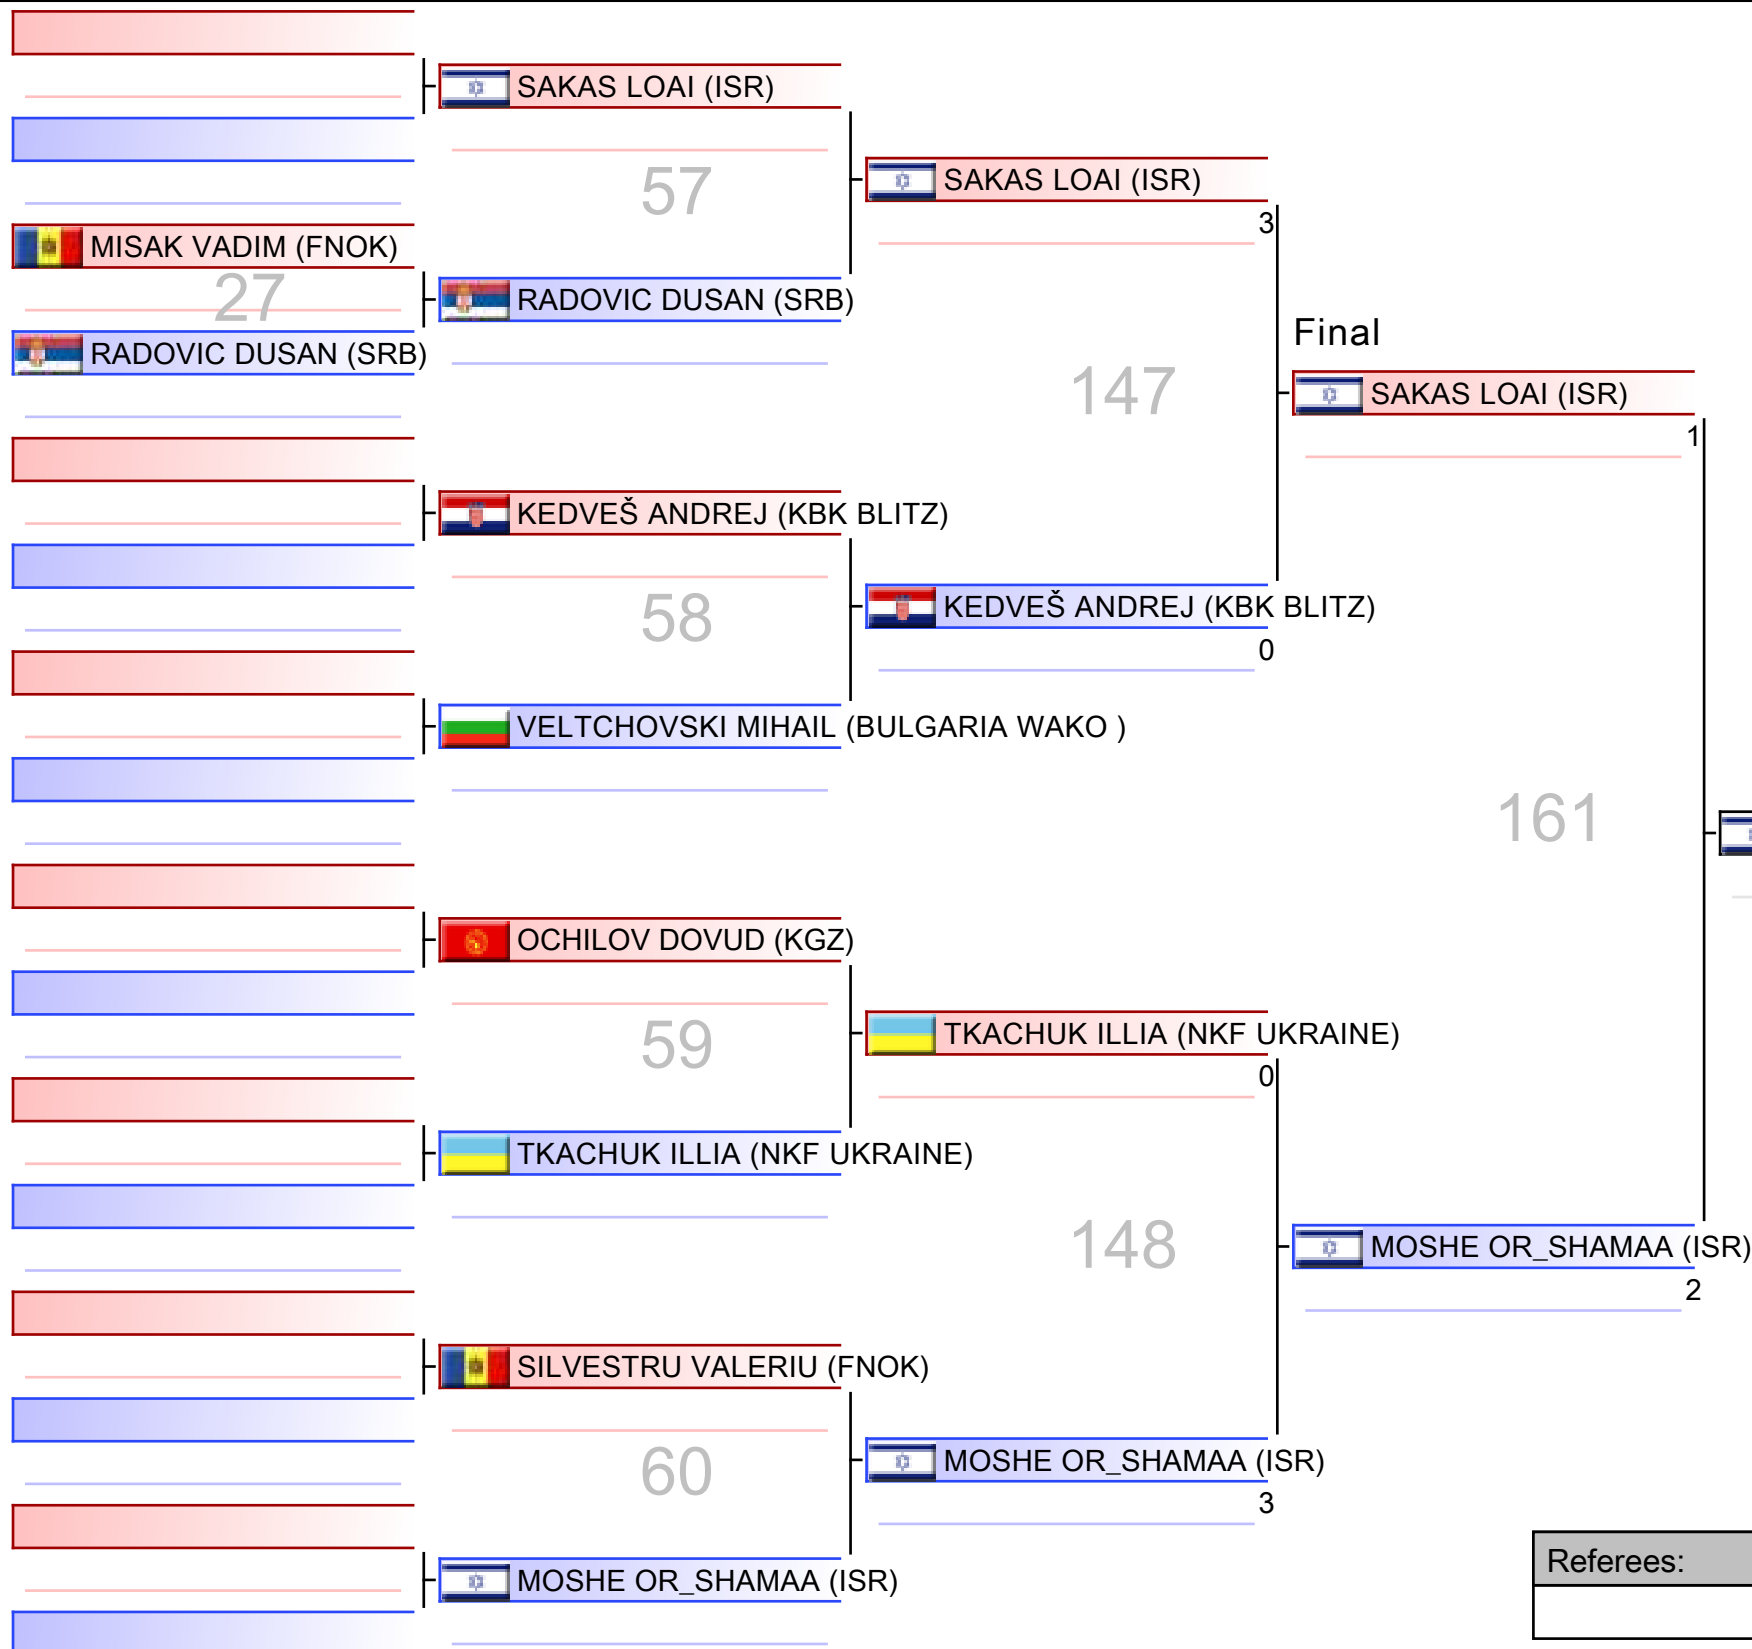 SAKAS LOAI (ISR)
57
SAKAS LOAI (ISR)
3
MISAK VADIM (FNOK)
27
RADOVIC DUSAN (SRB)
RADOVIC DUSAN (SRB)
Final
147
SAKAS LOAI (ISR)
1
KEDVEŠ ANDREJ (KBK BLITZ)
58
KEDVEŠ ANDREJ (KBK BLITZ)
0
VELTCHOVSKI MIHAIL (BULGARIA WAKO )
161
OCHILOV DOVUD (KGZ)
59
TKACHUK ILLIA (NKF UKRAINE)
0
TKACHUK ILLIA (NKF UKRAINE)
148
MOSHE OR_SHAMAA (ISR)
2
SILVESTRU VALERIU (FNOK)
60
MOSHE OR_SHAMAA (ISR)
3
MOSHE OR_SHAMAA (ISR)
Referees: